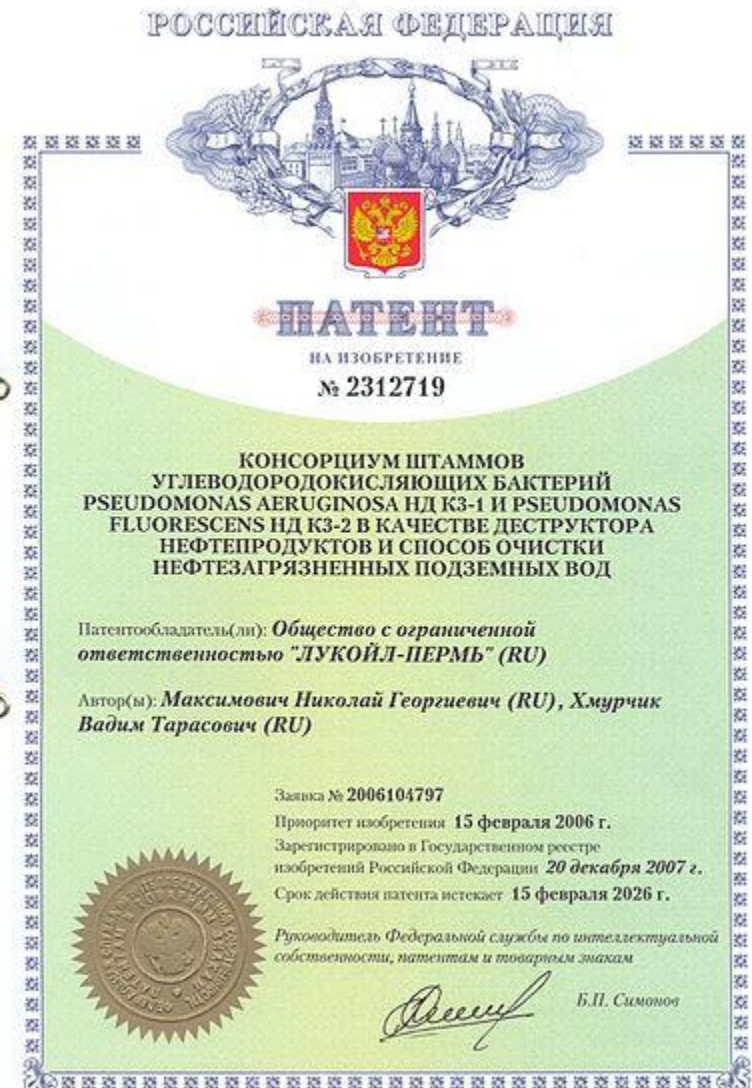 РОССИЙСКАЯ ФЕДЕРАЦИЯ
ПАТЕНТ
НА ИЗОБРЕТЕНИЕ
№ 2312719
КОНСОРЦИУМ ШТАММОВ
УГЛЕВОДОРОДОКИСЛЯЮЩИХ БАКТЕРИЙ
PSEUDOMONAS AERUGINOSA НД КЗ-1 И PSEUDOMONAS
FLUORESCENS НД КЗ-2 В КАЧЕСТВЕ ДЕСТРУКТОРА
НЕФТЕПРОДУКТОВ И СПОСОБ ОЧИСТКИ
НЕФТЕЗАГРЯЗНЕННЫХ ПОДЗЕМНЫХ ВОД
Патентообладатель(ли): Общество с ограниченной
ответственностью "ЛУКОЙЛ-ПЕРМЬ" (RU)
Автор(ы): Максимович Николай Георгиевич (RU), Хмурчик
Вадим Тарасович (RU)
Заявка № 2006104797
Приоритет изобретения 15 февраля 2006 г.
Зарегистрировано в Государственном реестре
изобретений Российской Федерации 20 декабря 2007 г.
Срок действия патента истекает 15 февраля 2026 г.
Руководитель Федеральной службы по интеллектуальной
собственности, патентам и товарным знакам
Б.П. Симонов